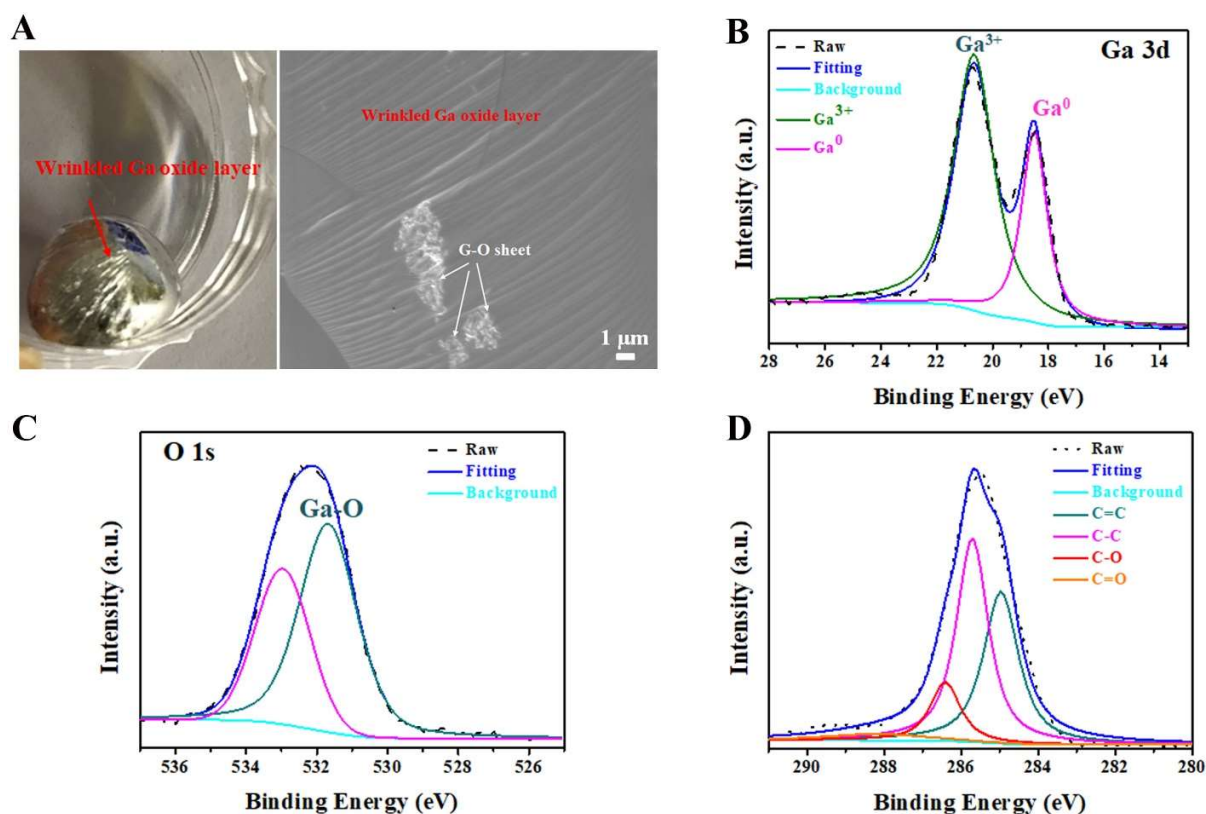 A
Wrinkled Ga oxide layer
Wrinkled Ga oxide layer
G-O sheet
1 μm
B
Ga³⁺
Ga 3d
Raw
Fitting
Background
Ga³⁺
Ga⁰
Ga⁰
Intensity (a.u.)
28 26 24 22 20 18 16 14
Binding Energy (eV)
C
O 1s
Raw
Fitting
Background
Ga-O
Intensity (a.u.)
536 534 532 530 528 526
Binding Energy (eV)
D
Raw
Fitting
Background
C=C
C-C
C-O
C=O
Intensity (a.u.)
290 288 286 284 282 280
Binding Energy (eV)